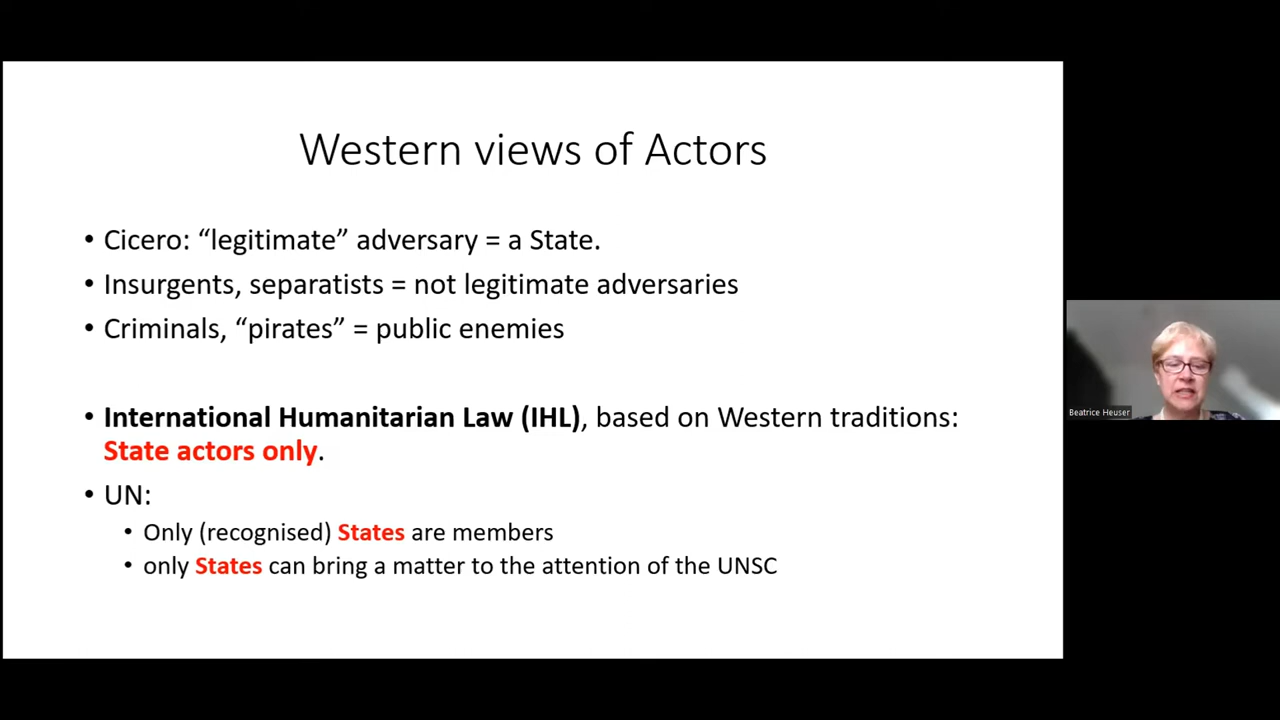 Western views of Actors
• Cicero: “legitimate” adversary = a State.
• Insurgents, separatists = not legitimate adversaries
• Criminals, “pirates” = public enemies
• International Humanitarian Law (IHL), based on Western traditions:
State actors only.
• UN:
• Only (recognised) States are members
• only States can bring a matter to the attention of the UNSC
Beatrice Heuser